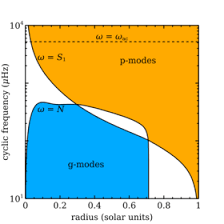 10⁴
ω = ωₐc
ω = S₁
p-modes
cyclic frequency (μHz)
ω = N
g-modes
10¹
0 0.2 0.4 0.6 0.8 1
radius (solar units)